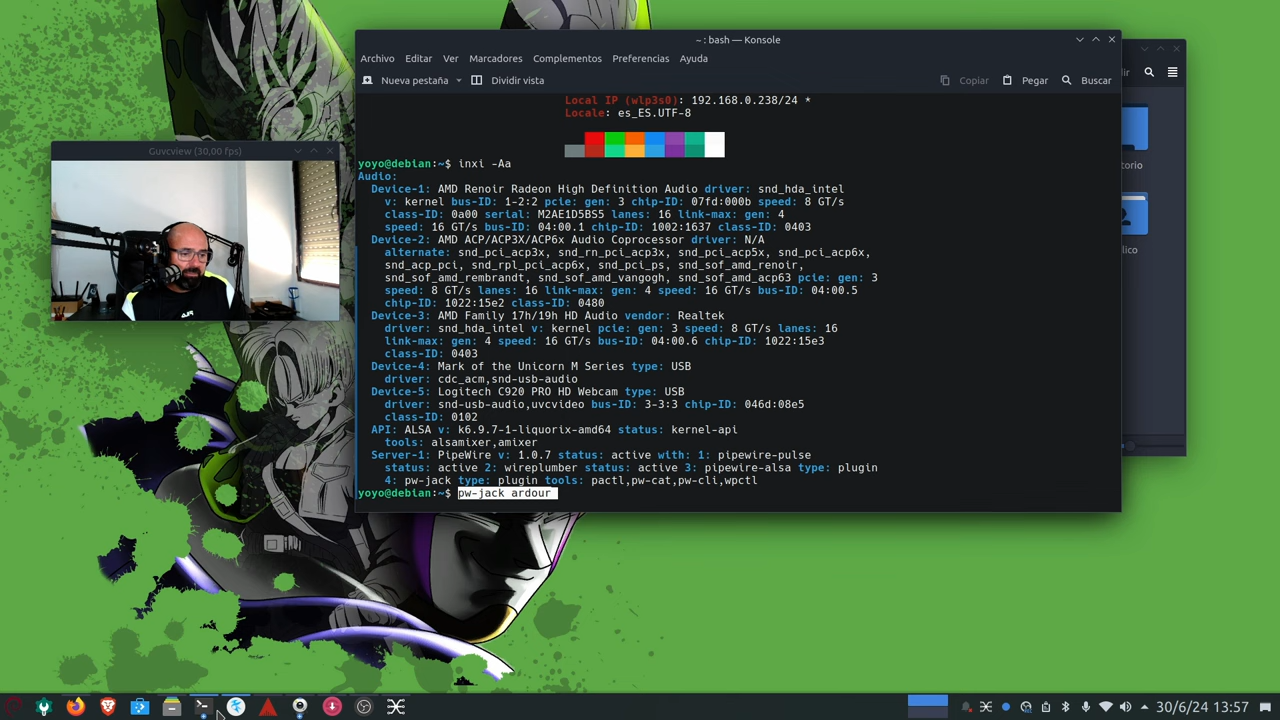 ~ : bash — Konsole
Archivo Editar Ver Marcadores Complementos Preferencias Ayuda
Nueva pestaña Dividir vista Copiar Pegar Buscar
Local IP (wlp3s0): 192.168.0.238/24 *
Locale: es_ES.UTF-8
Guvcview (30,00 fps)
yoyo@debian:~$ inxi -Aa
Audio:
Device-1: AMD Renoir Radeon High Definition Audio driver: snd_hda_intel
v: kernel bus-ID: 1-2:2 pcie: gen: 3 chip-ID: 07fd:000b speed: 8 GT/s
class-ID: 0a00 serial: M2AE1D5BS5 lanes: 16 link-max: gen: 4
speed: 16 GT/s bus-ID: 04:00.1 chip-ID: 1002:1637 class-ID: 0403
Device-2: AMD ACP/ACP3X/ACP6x Audio Coprocessor driver: N/A
alternate: snd_pci_acp3x, snd_rn_pci_acp3x, snd_pci_acp5x, snd_pci_acp6x,
snd_acp_pci, snd_rpl_pci_acp6x, snd_pci_ps, snd_sof_amd_renoir,
snd_sof_amd_rembrandt, snd_sof_amd_vangogh, snd_sof_amd_acp63 pcie: gen: 3
speed: 8 GT/s lanes: 16 link-max: gen: 4 speed: 16 GT/s bus-ID: 04:00.5
chip-ID: 1022:15e2 class-ID: 0480
Device-3: AMD Family 17h/19h HD Audio vendor: Realtek
driver: snd_hda_intel v: kernel pcie: gen: 3 speed: 8 GT/s lanes: 16
link-max: gen: 4 speed: 16 GT/s bus-ID: 04:00.6 chip-ID: 1022:15e3
class-ID: 0403
Device-4: Mark of the Unicorn M Series type: USB
driver: cdc_acm,snd-usb-audio
Device-5: Logitech C920 PRO HD Webcam type: USB
driver: snd-usb-audio,uvcvideo bus-ID: 3-3:3 chip-ID: 046d:08e5
class-ID: 0102
API: ALSA v: k6.9.7-1-liquorix-amd64 status: kernel-api
tools: alsamixer,amixer
Server-1: PipeWire v: 1.0.7 status: active with: 1: pipewire-pulse
status: active 2: wireplumber status: active 3: pipewire-alsa type: plugin
4: pw-jack type: plugin tools: pactl,pw-cat,pw-cli,wpctl
yoyo@debian:~$ pw-jack ardour
ir
torio
lico
30/6/24 13:57